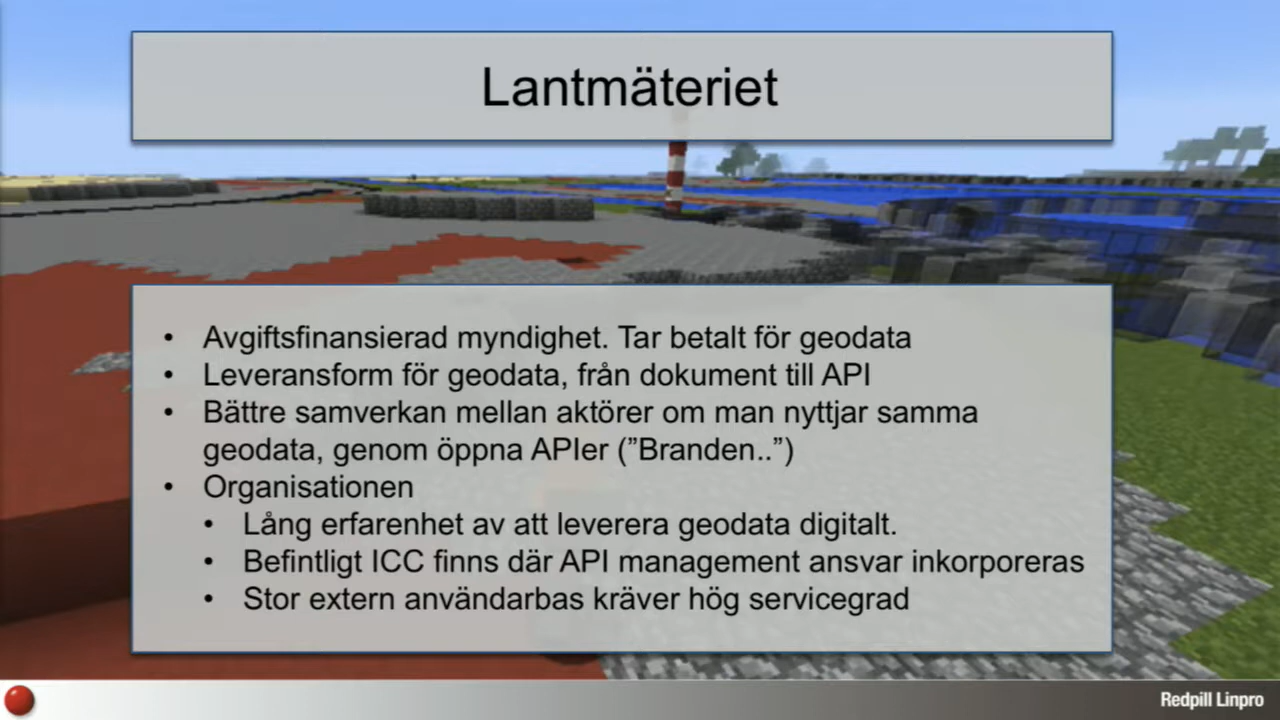 Lantmäteriet
• Avgiftsfinansierad myndighet. Tar betalt för geodata
• Leveransform för geodata, från dokument till API
• Bättre samverkan mellan aktörer om man nyttjar samma
geodata, genom öppna APIer (”Branden..”)
• Organisationen
• Lång erfarenhet av att leverera geodata digitalt.
• Befintligt ICC finns där API management ansvar inkorporeras
• Stor extern användarbas kräver hög servicegrad
Redpill Linpro